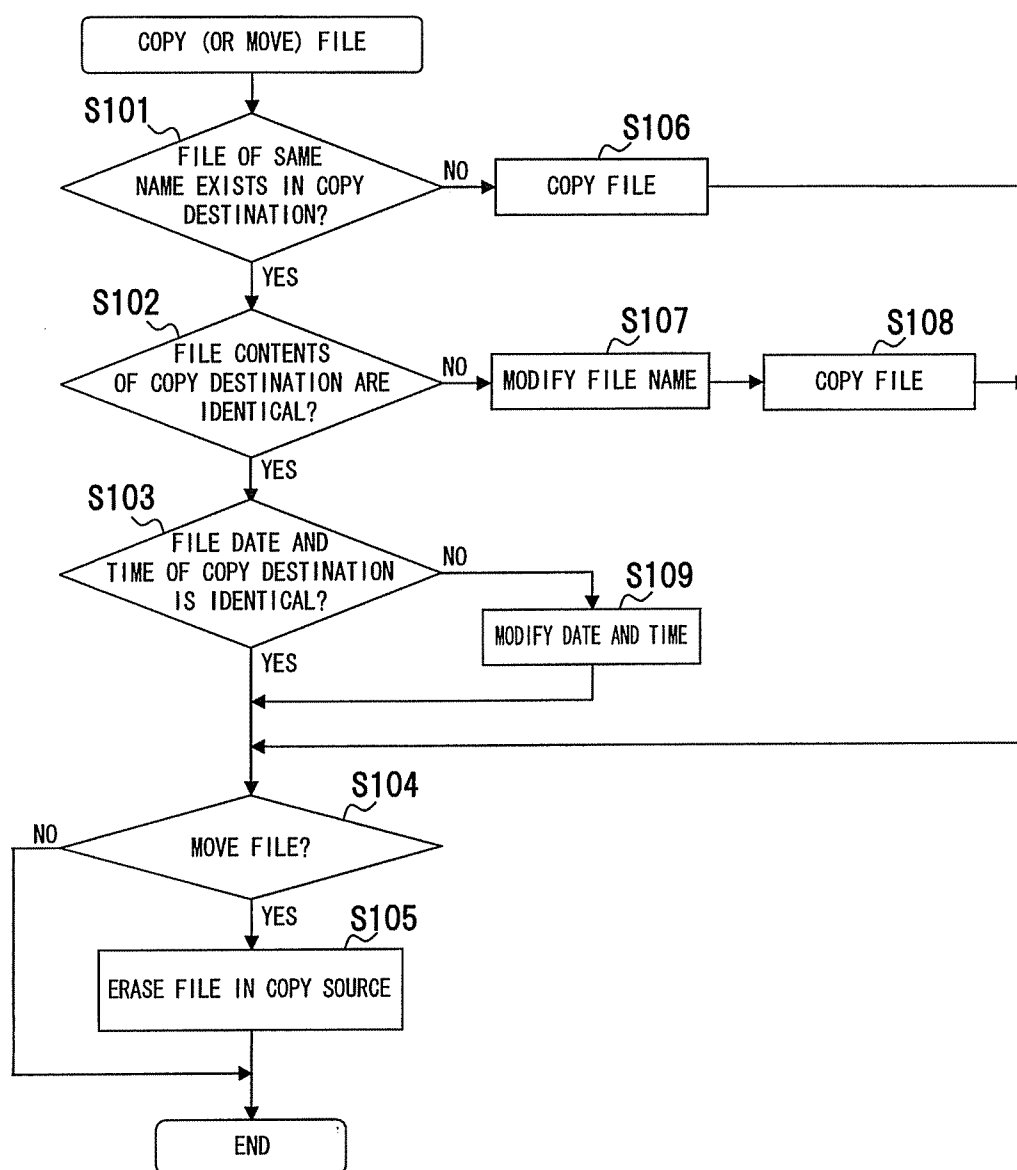 COPY (OR MOVE) FILE
S101
FILE OF SAME
NAME EXISTS IN COPY
DESTINATION?
NO
S106
COPY FILE
YES
S102
FILE CONTENTS
OF COPY DESTINATION ARE
IDENTICAL?
NO
S107
MODIFY FILE NAME
S108
COPY FILE
YES
S103
FILE DATE AND
TIME OF COPY DESTINATION
IS IDENTICAL?
NO
S109
MODIFY DATE AND TIME
YES
S104
MOVE FILE?
NO
YES
S105
ERASE FILE IN COPY SOURCE
END